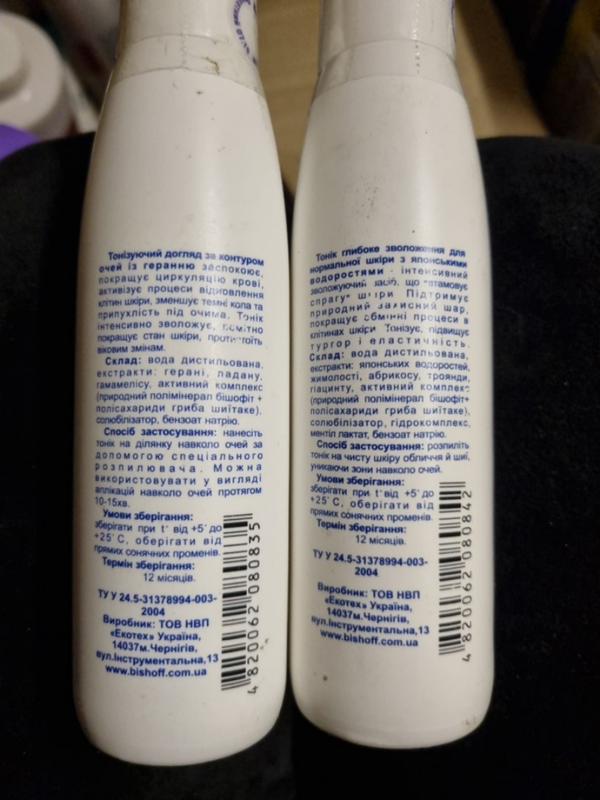 Тонізуючий догляд за контуром
очей із геранню заспокоює,
покращує циркуляцію крові,
активізує процеси відновлення
клітин шкіри, зменшує темні кола та
припухлість під очима. Тонік
інтенсивно зволожує, помітно
покращує стан шкіри, протистоїть
віковим змінам.
Склад: вода дистильована,
екстракти: герані, ладану,
гамамелісу, активний комплекс
(природний полімінерал бішофіт +
полісахариди гриба шиїтаке),
солюбілізатор, бензоат натрію.
Спосіб застосування: нанесіть
тонік на ділянку навколо очей за
допомогою спеціального
розпилювача. Можна
використовувати у вигляді
аплікацій навколо очей протягом
10-15хв.
Умови зберігання:
зберігати при t° від +5° до
+25°С, оберігати від
прямих сонячних променів.
Термін зберігання:
12 місяців.
ТУ У 24.5-31378994-003-
2004
Виробник: ТОВ НВП
«Екотех» Україна,
14037м.Чернігів,
вул.Інструментальна,13
www.bishoff.com.ua
4 820062 080835
Тонік глибоке зволоження для
нормальної шкіри з японськими
водоростями - інтенсивний
зволожуючий засіб, що "втамовує
спрагу" шкіри. Підтримує
природний захисний шар,
покращує обмінні процеси в
клітинах шкіри. Тонізує, підвищує
тургор і еластичність.
Склад: вода дистильована,
екстракти: японських водоростей,
жимолості, абрикосу, троянди,
гіацинту, активний комплекс
(природний полімінерал бішофіт+
полісахариди гриба шиїтаке),
солюбілізатор, гідрокомплекс,
ментіл лактат, бензоат натрію.
Спосіб застосування: розпиліть
тонік на чисту шкіру обличчя й шиї,
уникаючи зони навколо очей.
Умови зберігання:
зберігати при t° від +5° до
+25°С, оберігати від
прямих сонячних променів.
Термін зберігання:
12 місяців.
ТУ У 24.5-31378994-003-
2004
Виробник: ТОВ НВП
«Екотех» Україна,
14037м.Чернігів,
вул.Інструментальна, 13
www.bishoff.com.ua
4 820062 080842